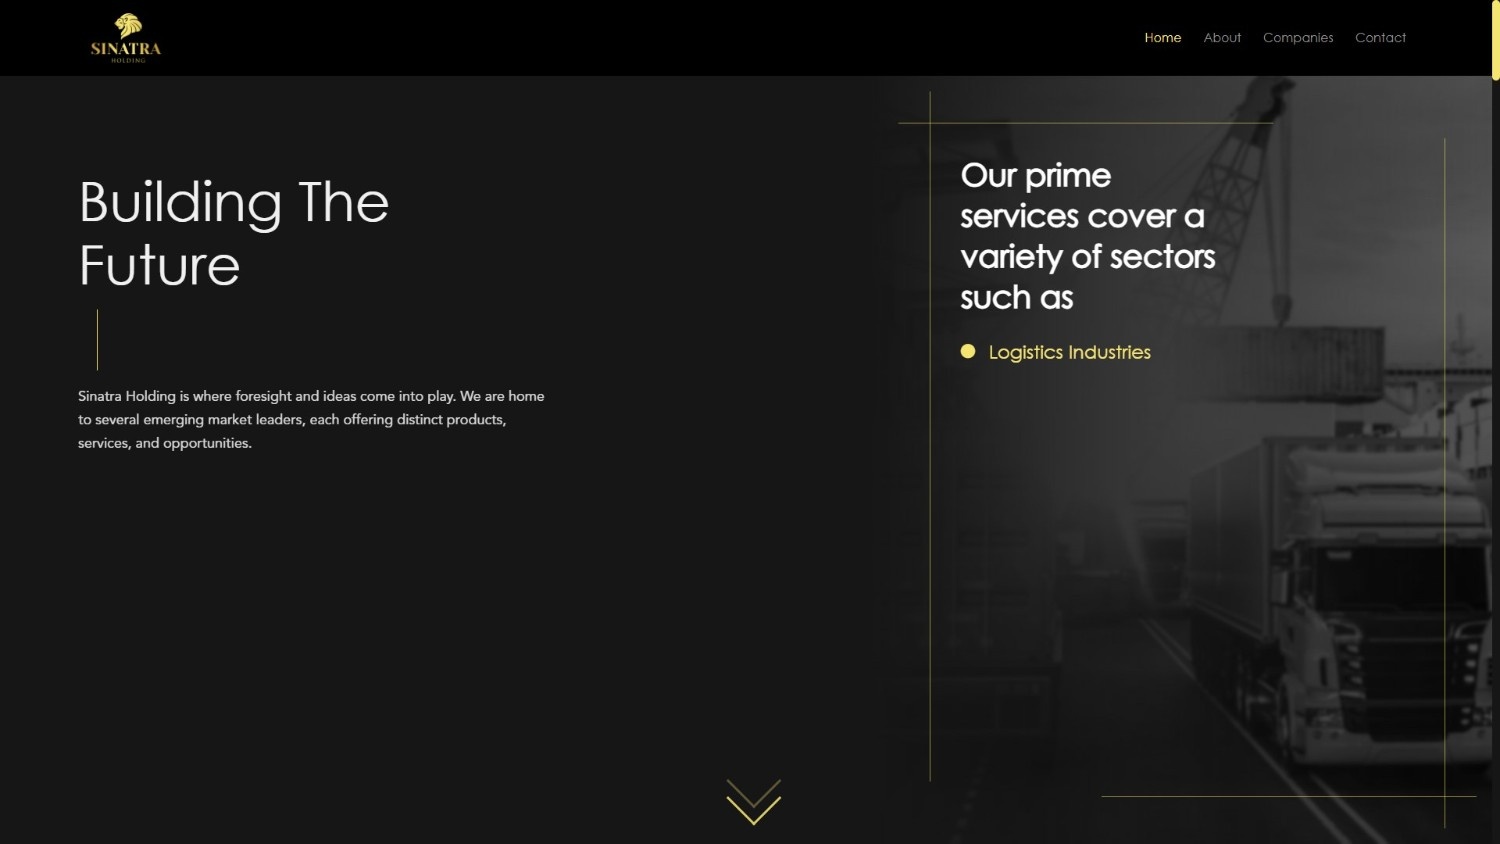 SINATRA
HOLDING
Home About Companies Contact
Building The
Future
Sinatra Holding is where foresight and ideas come into play. We are home
to several emerging market leaders, each offering distinct products,
services, and opportunities.
Our prime
services cover a
variety of sectors
such as
Logistics Industries